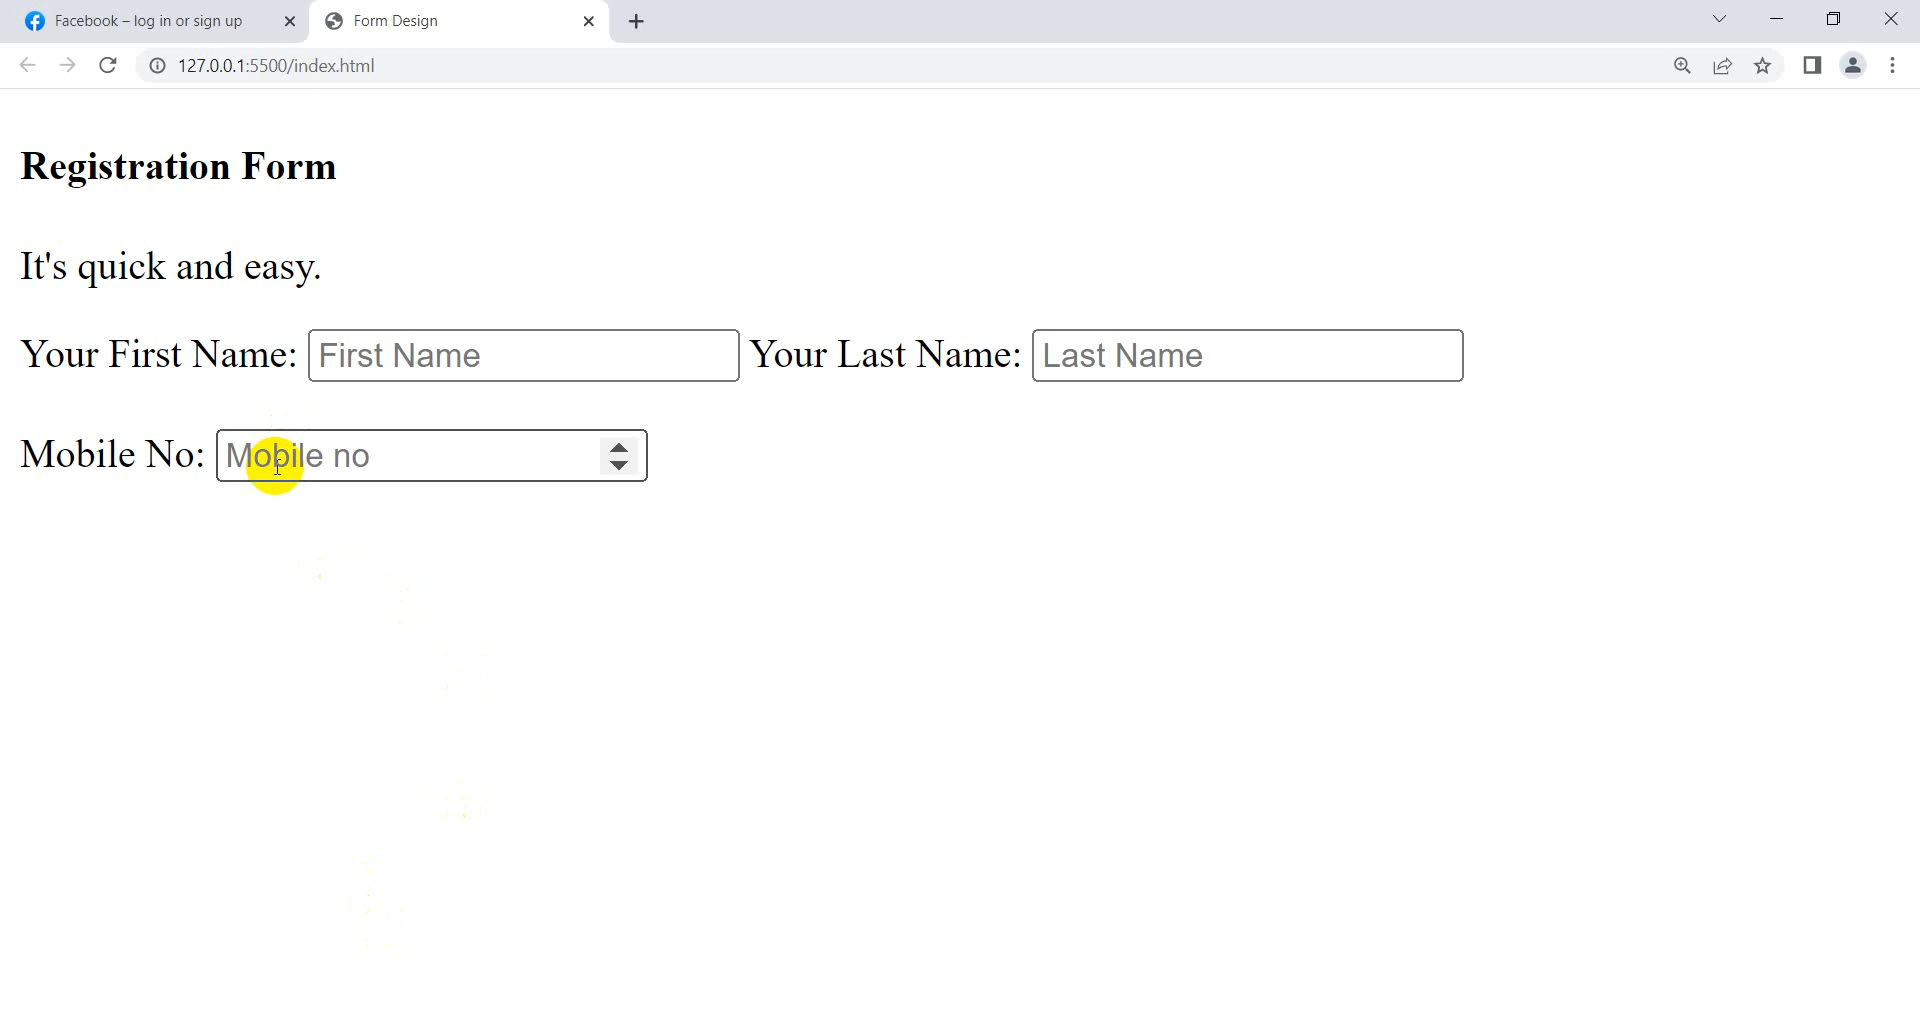 Facebook – log in or sign up
Form Design
127.0.0.1:5500/index.html
Registration Form
It's quick and easy.
Your First Name: First Name Your Last Name: Last Name
Mobile No: Mobile no